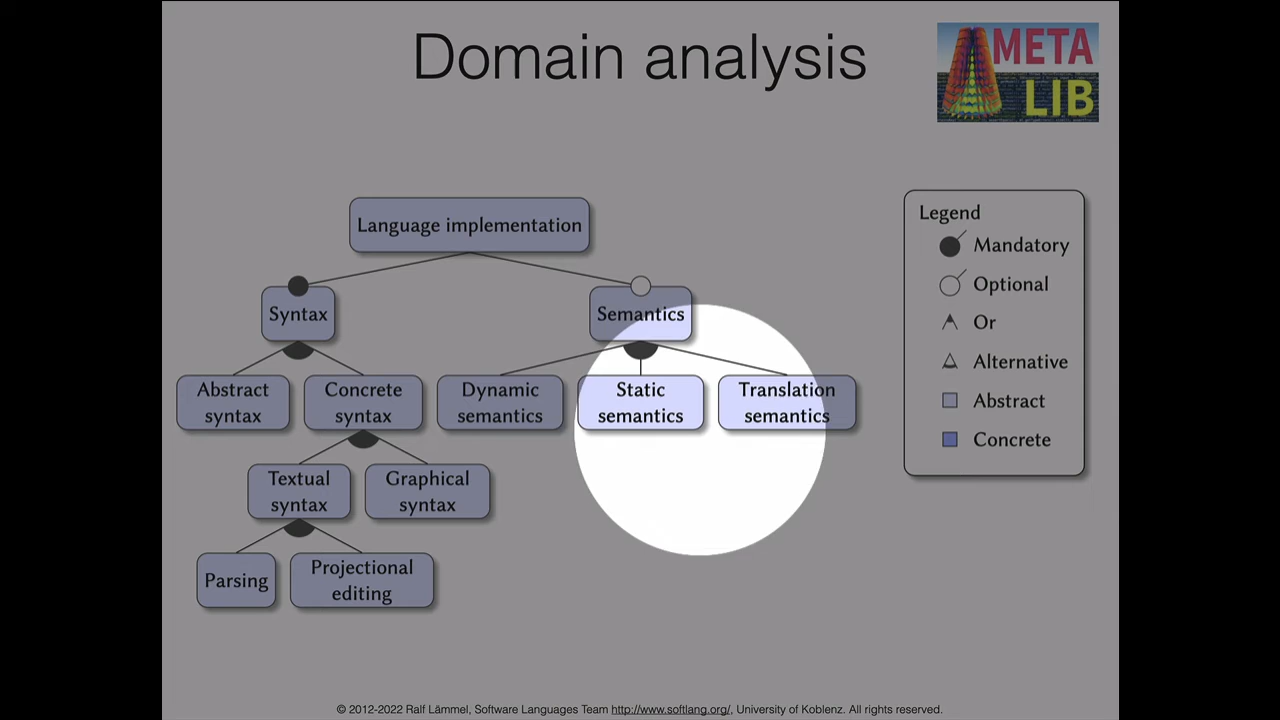 Domain analysis
META
LIB
Language implementation
Legend
Mandatory
Optional
Or
Alternative
Abstract
Concrete
Syntax
Semantics
Abstract
syntax
Concrete
syntax
Dynamic
semantics
Static
semantics
Translation
semantics
Textual
syntax
Graphical
syntax
Parsing
Projectional
editing
© 2012-2022 Ralf Lämmel, Software Languages Team http://www.softlang.org/, University of Koblenz. All rights reserved.